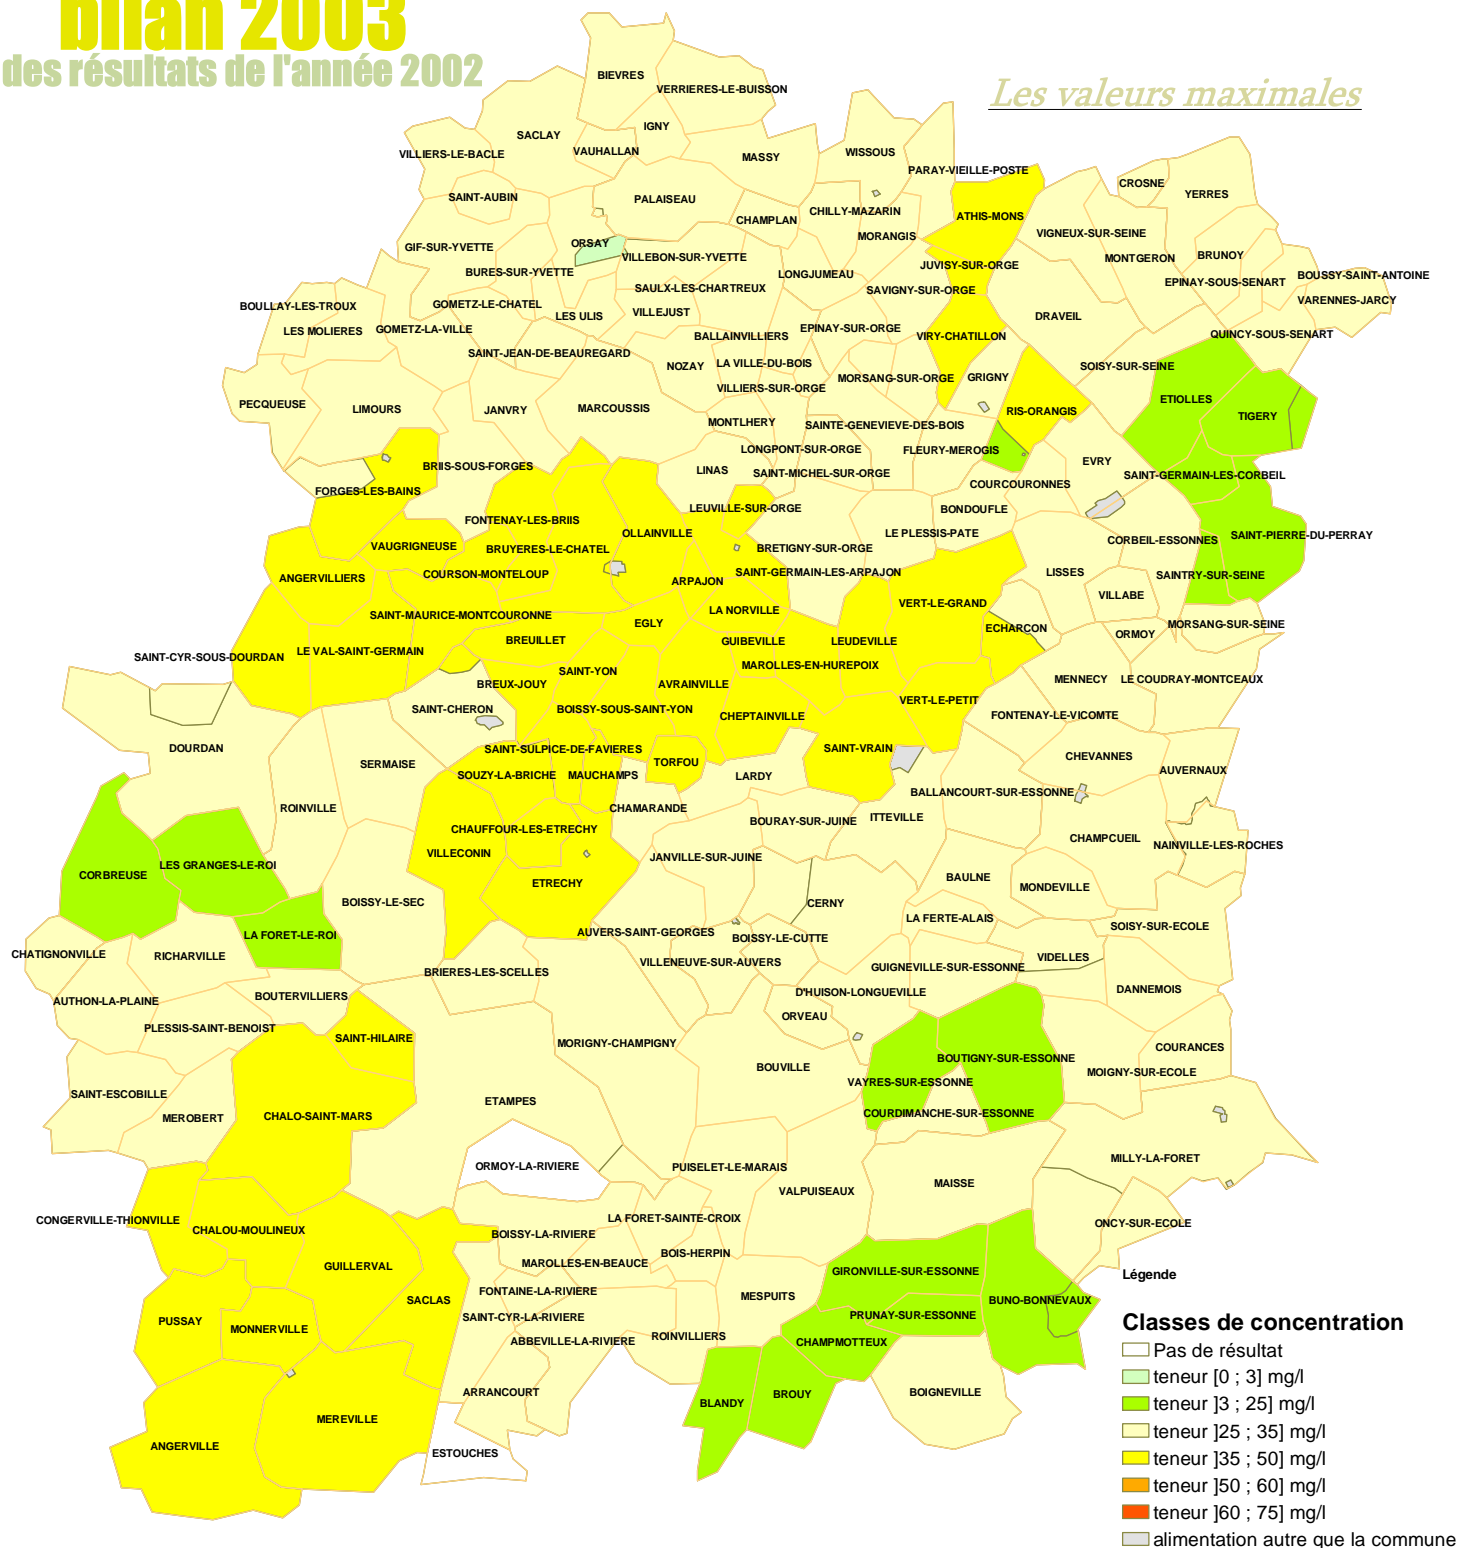 bilan 2003
des résultats de l'année 2002
Les valeurs maximales
BIEVRES
VERRIERES-LE-BUISSON
IGNY
SACLAY
VAUHALLAN
VILLIERS-LE-BACLE
MASSY
WISSOUS
PARAY-VIEILLE-POSTE
CROSNE
YERRES
SAINT-AUBIN
PALAISEAU
CHAMPLAN
CHILLY-MAZARIN
ATHIS-MONS
MORANGIS
VIGNEUX-SUR-SEINE
GIF-SUR-YVETTE
ORSAY
VILLEBON-SUR-YVETTE
BRUNOY
MONTGERON
BURES-SUR-YVETTE
LONGJUMEAU
JUVISY-SUR-ORGE
EPINAY-SOUS-SENART
BOUSSY-SAINT-ANTOINE
SAULX-LES-CHARTREUX
SAVIGNY-SUR-ORGE
VARENNES-JARCY
BOULLAY-LES-TROUX
GOMETZ-LE-CHATEL
LES ULIS
VILLEJUST
DRAVEIL
LES MOLIERES
GOMETZ-LA-VILLE
BALLAINVILLIERS
EPINAY-SUR-ORGE
VIRY-CHATILLON
QUINCY-SOUS-SENART
SAINT-JEAN-DE-BEAUREGARD
NOZAY
LA VILLE-DU-BOIS
SOISY-SUR-SEINE
VILLIERS-SUR-ORGE
MORSANG-SUR-ORGE
GRIGNY
PECQUEUSE
LIMOURS
JANVRY
MARCOUSSIS
RIS-ORANGIS
ETIOLLES
TIGERY
MONTLHERY
SAINTE-GENEVIEVE-DES-BOIS
LONGPONT-SUR-ORGE
FLEURY-MEROGIS
EVRY
BRIIS-SOUS-FORGES
LINAS
SAINT-MICHEL-SUR-ORGE
SAINT-GERMAIN-LES-CORBEIL
FORGES-LES-BAINS
COURCOURONNES
LEUVILLE-SUR-ORGE
BONDOUFLE
FONTENAY-LES-BRIIS
OLLAINVILLE
LE PLESSIS-PATE
SAINT-PIERRE-DU-PERRAY
VAUGRIGNEUSE
BRUYERES-LE-CHATEL
BRETIGNY-SUR-ORGE
CORBEIL-ESSONNES
ANGERVILLIERS
COURSON-MONTELOUP
ARPAJON
SAINT-GERMAIN-LES-ARPAJON
LISSES
SAINTRY-SUR-SEINE
VILLABE
VERT-LE-GRAND
SAINT-MAURICE-MONTCOURONNE
LA NORVILLE
EGLY
ECHARCON
MORSANG-SUR-SEINE
ORMOY
BREUILLET
GUIBEVILLE
LEUDEVILLE
SAINT-CYR-SOUS-DOURDAN
LE VAL-SAINT-GERMAIN
MAROLLES-EN-HUREPOIX
SAINT-YON
MENNECY
LE COUDRAY-MONTCEAUX
BREUX-JOUY
AVRAINVILLE
VERT-LE-PETIT
SAINT-CHERON
BOISSY-SOUS-SAINT-YON
CHEPTAINVILLE
FONTENAY-LE-VICOMTE
DOURDAN
SAINT-SULPICE-DE-FAVIERES
SAINT-VRAIN
CHEVANNES
SERMAISE
TORFOU
AUVERNAUX
SOUZY-LA-BRICHE
MAUCHAMPS
LARDY
BALLANCOURT-SUR-ESSONNE
ROINVILLE
CHAMARANDE
BOURAY-SUR-JUINE
ITTEVILLE
CHAUFFOUR-LES-ETRECHY
CHAMPCUEIL
NAINVILLE-LES-ROCHES
VILLECONIN
JANVILLE-SUR-JUINE
LES GRANGES-LE-ROI
CORBREUSE
ETRECHY
BAULNE
MONDEVILLE
BOISSY-LE-SEC
CERNY
LA FERTE-ALAIS
SOISY-SUR-ECOLE
LA FORET-LE-ROI
AUVERS-SAINT-GEORGES
BOISSY-LE-CUTTE
CHATIGNONVILLE
RICHARVILLE
VIDELLES
VILLENEUVE-SUR-AUVERS
GUIGNEVILLE-SUR-ESSONNE
BRIERES-LES-SCELLES
DANNEMOIS
BOUTERVILLIERS
D'HUISON-LONGUEVILLE
AUTHON-LA-PLAINE
ORVEAU
PLESSIS-SAINT-BENOIST
SAINT-HILAIRE
MORIGNY-CHAMPIGNY
COURANCES
BOUTIGNY-SUR-ESSONNE
BOUVILLE
MOIGNY-SUR-ECOLE
VAYRES-SUR-ESSONNE
SAINT-ESCOBILLE
ETAMPES
MEROBERT
CHALO-SAINT-MARS
COURDIMANCHE-SUR-ESSONNE
MILLY-LA-FORET
ORMOY-LA-RIVIERE
PUISELET-LE-MARAIS
MAISSE
VALPUISEAUX
CONGERVILLE-THIONVILLE
LA FORET-SAINTE-CROIX
ONCY-SUR-ECOLE
CHALOU-MOULINEUX
BOISSY-LA-RIVIERE
BOIS-HERPIN
MAROLLES-EN-BEAUCE
GUILLERVAL
GIRONVILLE-SUR-ESSONNE
Légende
FONTAINE-LA-RIVIERE
MESPUITS
SACLAS
BUNO-BONNEVAUX
SAINT-CYR-LA-RIVIERE
PRUNAY-SUR-ESSONNE
PUSSAY
MONNERVILLE
ROINVILLIERS
ABBEVILLE-LA-RIVIERE
CHAMPMOTTEUX
ARRANCOURT
BOIGNEVILLE
BROUY
BLANDY
MEREVILLE
ANGERVILLE
ESTOUCHES
Classes de concentration
Pas de résultat
teneur [0 ; 3] mg/l
teneur ]3 ; 25] mg/l
teneur ]25 ; 35] mg/l
teneur ]35 ; 50] mg/l
teneur ]50 ; 60] mg/l
teneur ]60 ; 75] mg/l
alimentation autre que la commune